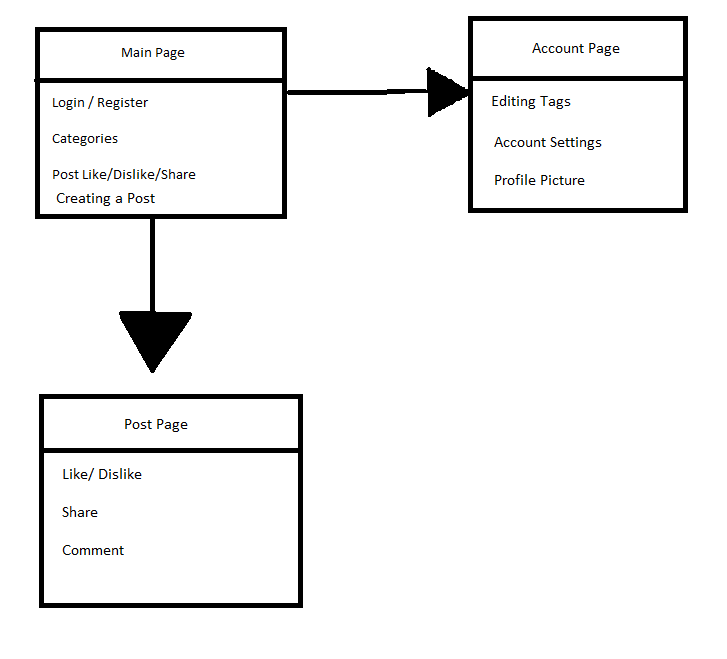 Main Page
Login / Register
Categories
Post Like/Dislike/Share
Creating a Post
Account Page
Editing Tags
Account Settings
Profile Picture
Post Page
Like/ Dislike
Share
Comment